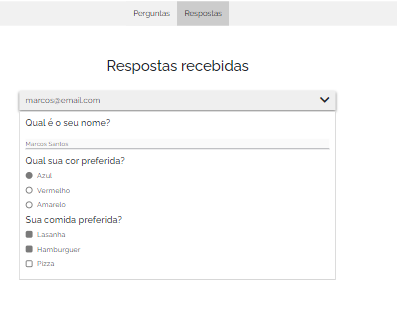 Perguntas Respostas
Respostas recebidas
marcos@email.com
Qual é o seu nome?
Marcos Santos
Qual sua cor preferida?
Azul
Vermelho
Amarelo
Sua comida preferida?
Lasanha
Hamburguer
Pizza